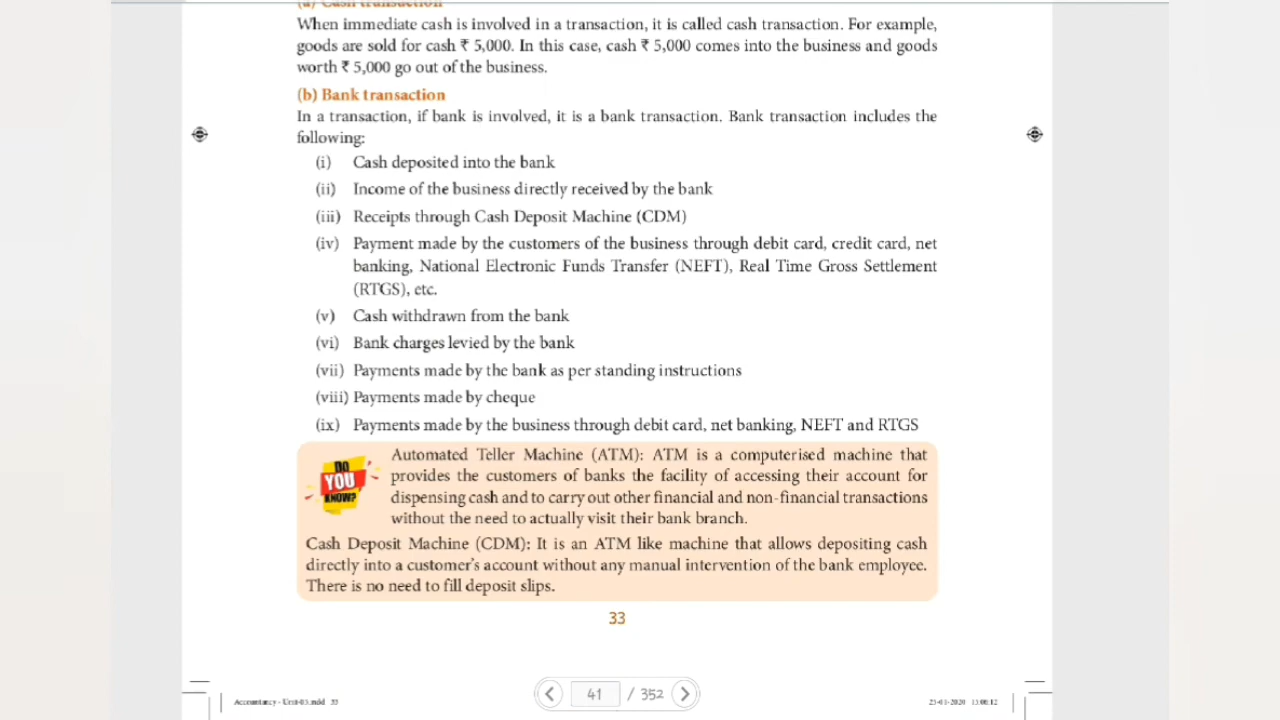 (a) Cash transaction
When immediate cash is involved in a transaction, it is called cash transaction. For example,
goods are sold for cash ₹ 5,000. In this case, cash ₹ 5,000 comes into the business and goods
worth ₹ 5,000 go out of the business.
(b) Bank transaction
In a transaction, if bank is involved, it is a bank transaction. Bank transaction includes the
following:
(i) Cash deposited into the bank
(ii) Income of the business directly received by the bank
(iii) Receipts through Cash Deposit Machine (CDM)
(iv) Payment made by the customers of the business through debit card, credit card, net
banking, National Electronic Funds Transfer (NEFT), Real Time Gross Settlement
(RTGS), etc.
(v) Cash withdrawn from the bank
(vi) Bank charges levied by the bank
(vii) Payments made by the bank as per standing instructions
(viii) Payments made by cheque
(ix) Payments made by the business through debit card, net banking, NEFT and RTGS
DO
YOU
KNOW?
Automated Teller Machine (ATM): ATM is a computerised machine that
provides the customers of banks the facility of accessing their account for
dispensing cash and to carry out other financial and non-financial transactions
without the need to actually visit their bank branch.
Cash Deposit Machine (CDM): It is an ATM like machine that allows depositing cash
directly into a customer's account without any manual intervention of the bank employee.
There is no need to fill deposit slips.
33
41 / 352
Accountancy - Unit-03.indd 33